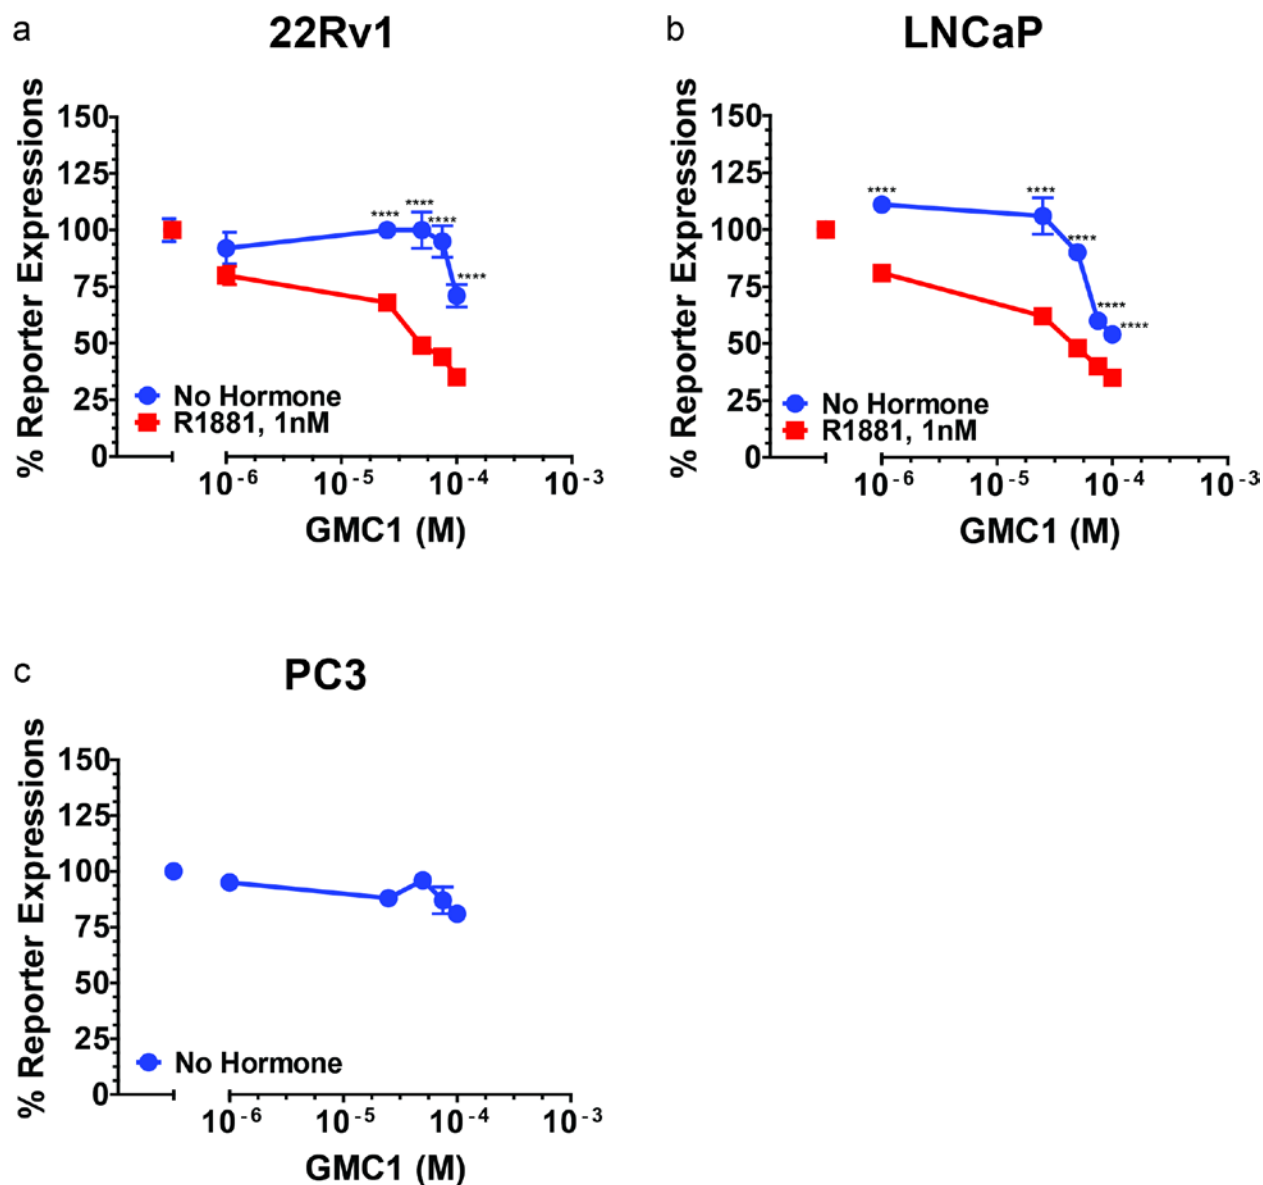 a
22Rv1
% Reporter Expressions
150
125
100
75
50
25
0
****
****
****
****
No Hormone
R1881, 1nM
10-6
10-5
10-4
10-3
GMC1 (M)
b
LNCaP
% Reporter Expressions
150
125
100
75
50
25
0
****
****
****
****
****
No Hormone
R1881, 1nM
10-6
10-5
10-4
10-3
GMC1 (M)
c
PC3
% Reporter Expressions
150
125
100
75
50
25
0
No Hormone
10-6
10-5
10-4
10-3
GMC1 (M)